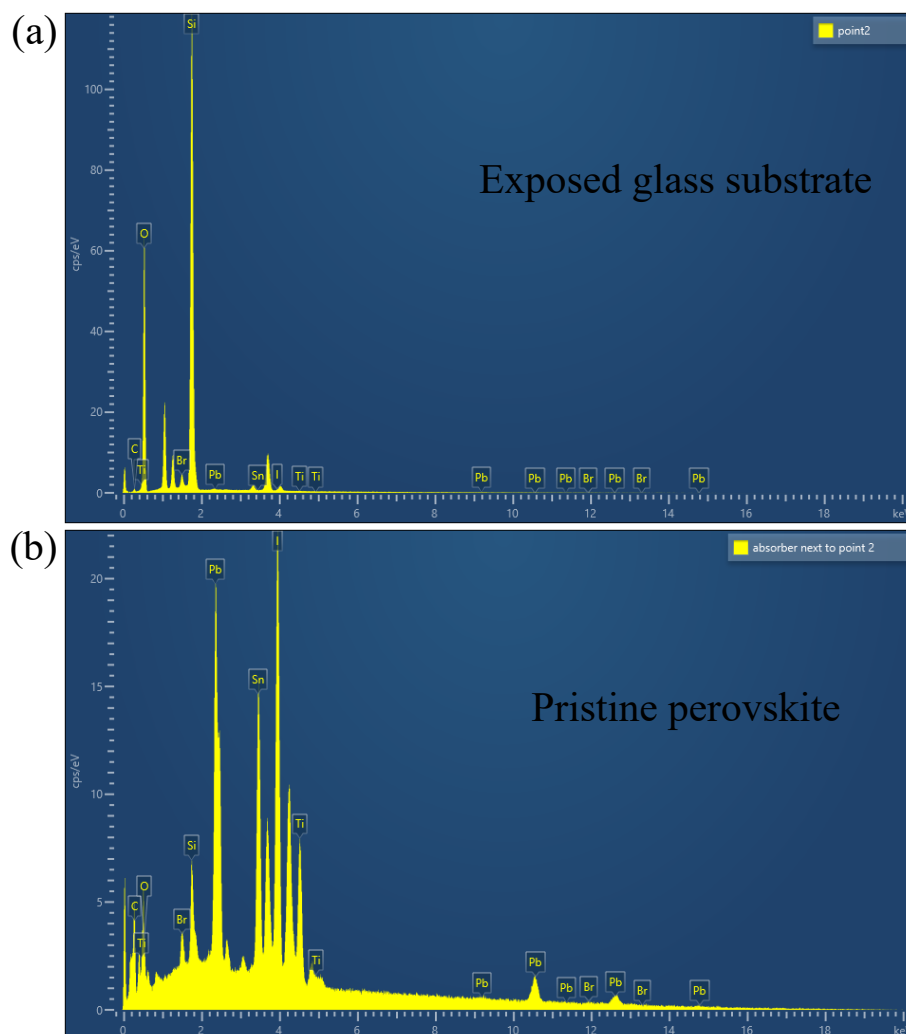 (a)
Si
point2
100
80
Exposed glass substrate
O
60
cps/eV
40
20
C
Ti
Br
Pb
Sn
I
Ti
Ti
Pb
Pb
Pb
Br
Pb
Br
Pb
0
0
2
4
6
8
10
12
14
16
18
keV
(b)
I
absorber next to point 2
20
Pb
15
Sn
Pristine perovskite
cps/eV
10
Ti
Si
5
O
C
Br
Ti
Ti
Pb
Pb
Pb
Br
Pb
Br
Pb
0
0
2
4
6
8
10
12
14
16
18
ke